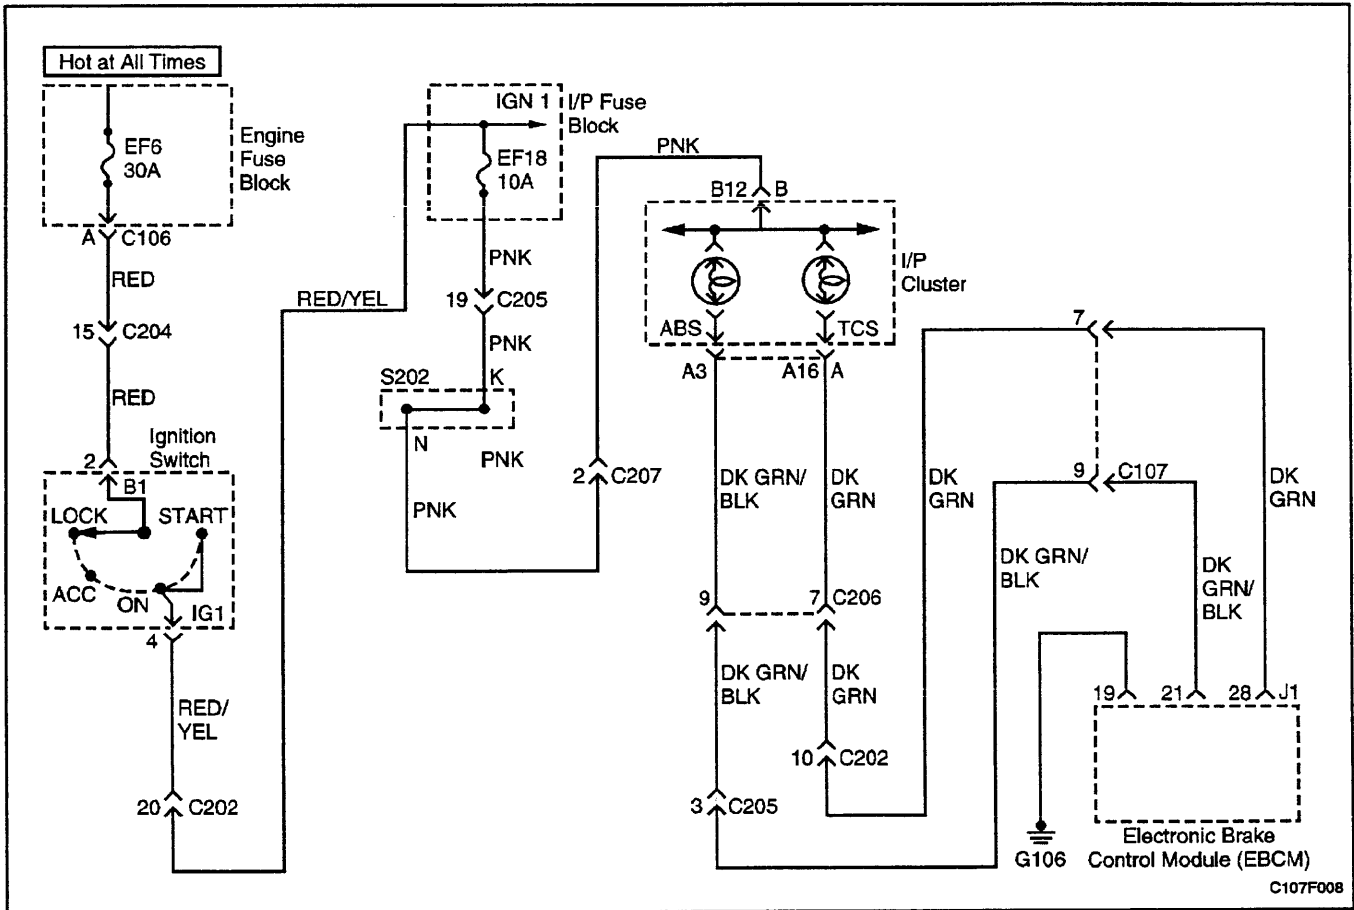 Hot at All Times
EF6
30A
Engine
Fuse
Block
A
C106
RED
15
C204
RED
2
Ignition
Switch
B1
LOCK
START
ACC
ON
IG1
4
RED/
YEL
20
C202
RED/YEL
IGN 1
I/P Fuse
Block
EF18
10A
PNK
19
C205
PNK
S202
K
N
PNK
PNK
2
C207
PNK
B12
B
I/P
Cluster
ABS
TCS
A3
A16
A
DK GRN/
BLK
DK
GRN
9
7
C206
DK GRN/
BLK
DK
GRN
10
C202
3
C205
DK
GRN
7
9
C107
DK GRN/
BLK
DK
GRN/
BLK
DK
GRN
19
21
28
J1
G106
Electronic Brake
Control Module (EBCM)
C107F008